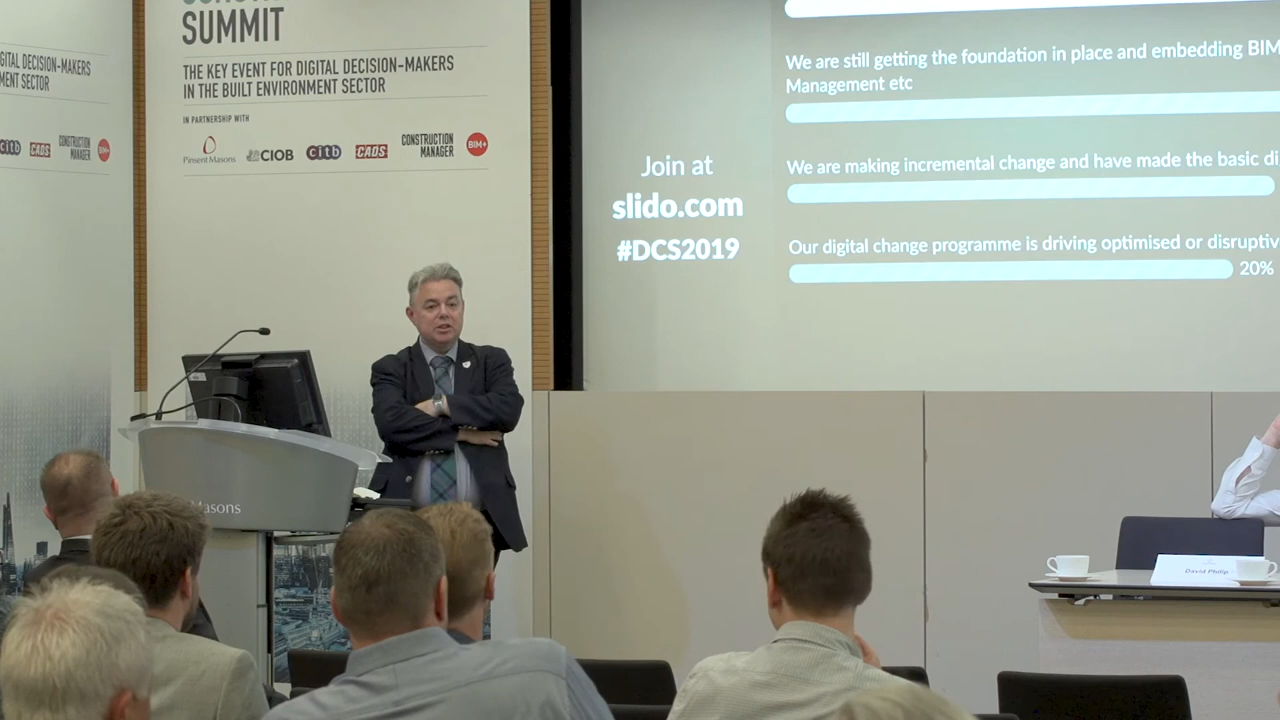 SUMMIT
THE KEY EVENT FOR DIGITAL DECISION-MAKERS
IN THE BUILT ENVIRONMENT SECTOR
IN PARTNERSHIP WITH
Pinsent Masons
CIOB
citb
CADS
CONSTRUCTION
MANAGER
BIM+
GITAL DECISION-MAKERS
MENT SECTOR
citb
CADS
CONSTRUCTION
MANAGER
BIM+
We are still getting the foundation in place and embedding BIM
Management etc
We are making incremental change and have made the basic di
Our digital change programme is driving optimised or disruptiv
20%
Join at
slido.com
#DCS2019
Masons
David Philp